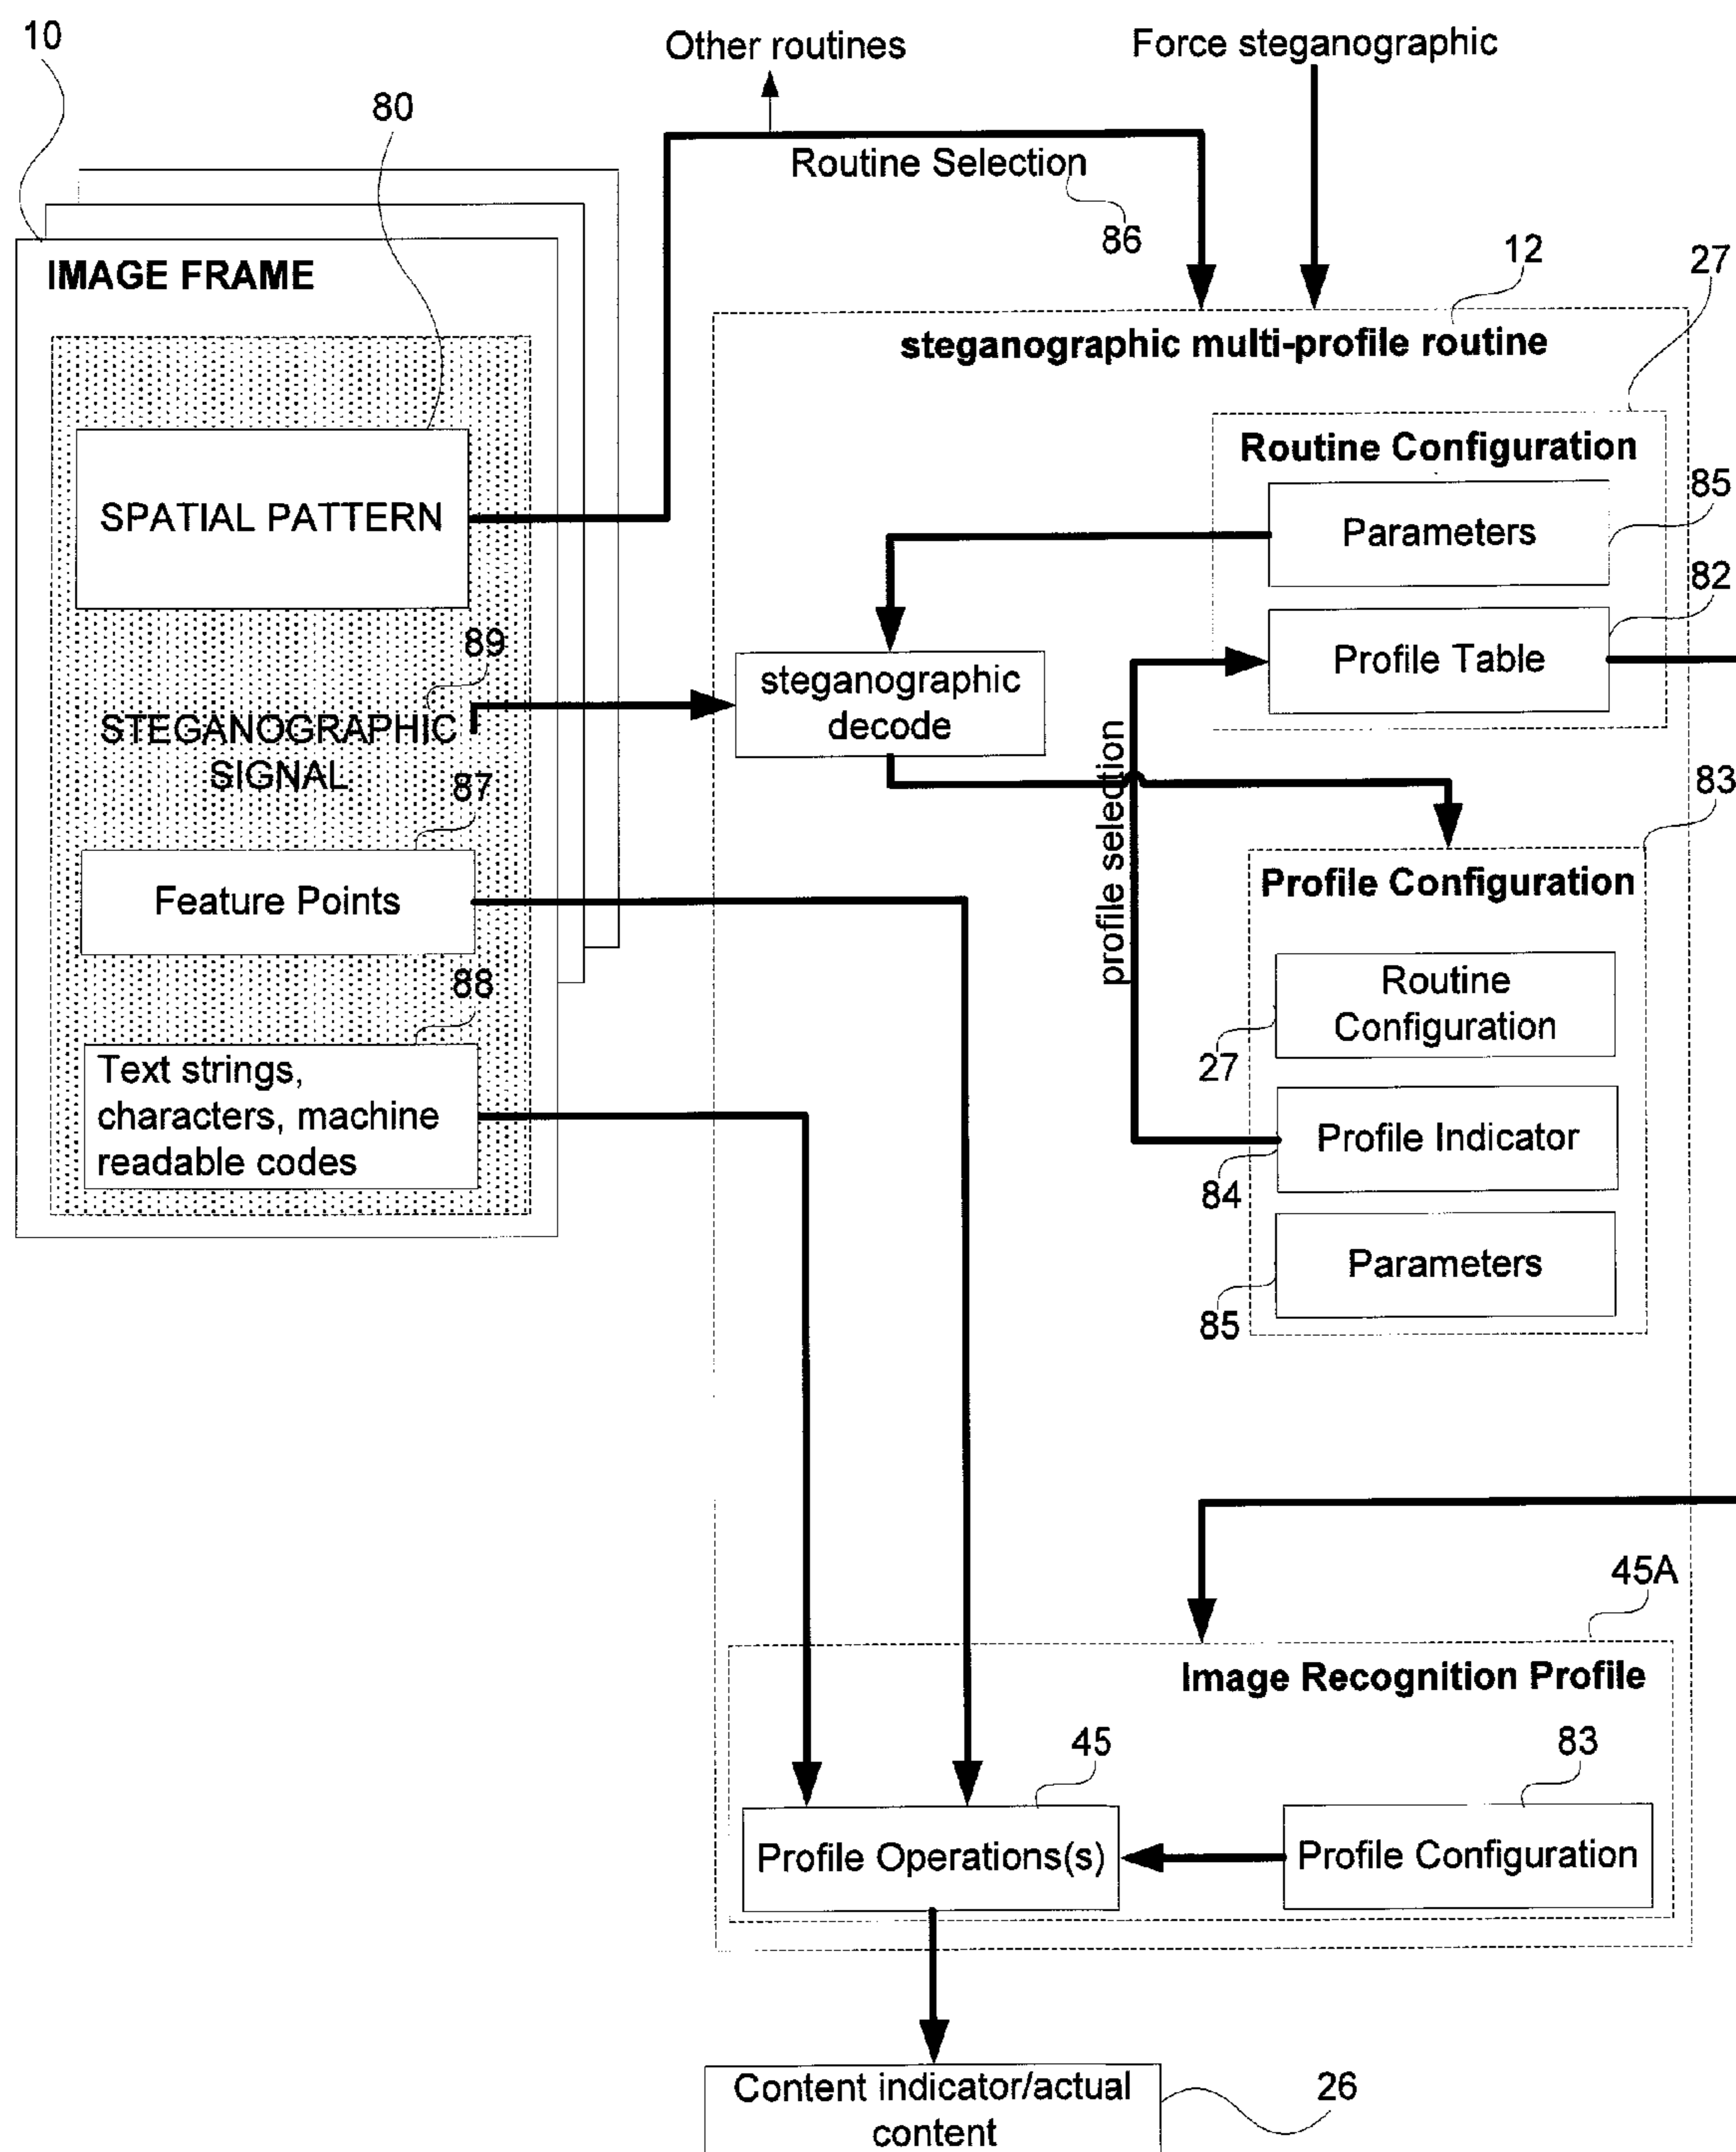 10
Other routines
Force steganographic
80
Routine Selection
86
IMAGE FRAME
12
27
steganographic multi-profile routine
Routine Configuration
85
SPATIAL PATTERN
Parameters
82
89
steganographic
decode
Profile Table
STEGANOGRAPHIC
SIGNAL
87
profile selection
83
Feature Points
Profile Configuration
88
Routine
Configuration
27
Text strings,
characters, machine
readable codes
Profile Indicator
84
Parameters
85
45A
Image Recognition Profile
45
83
Profile Operations(s)
Profile Configuration
Content indicator/actual
content
26